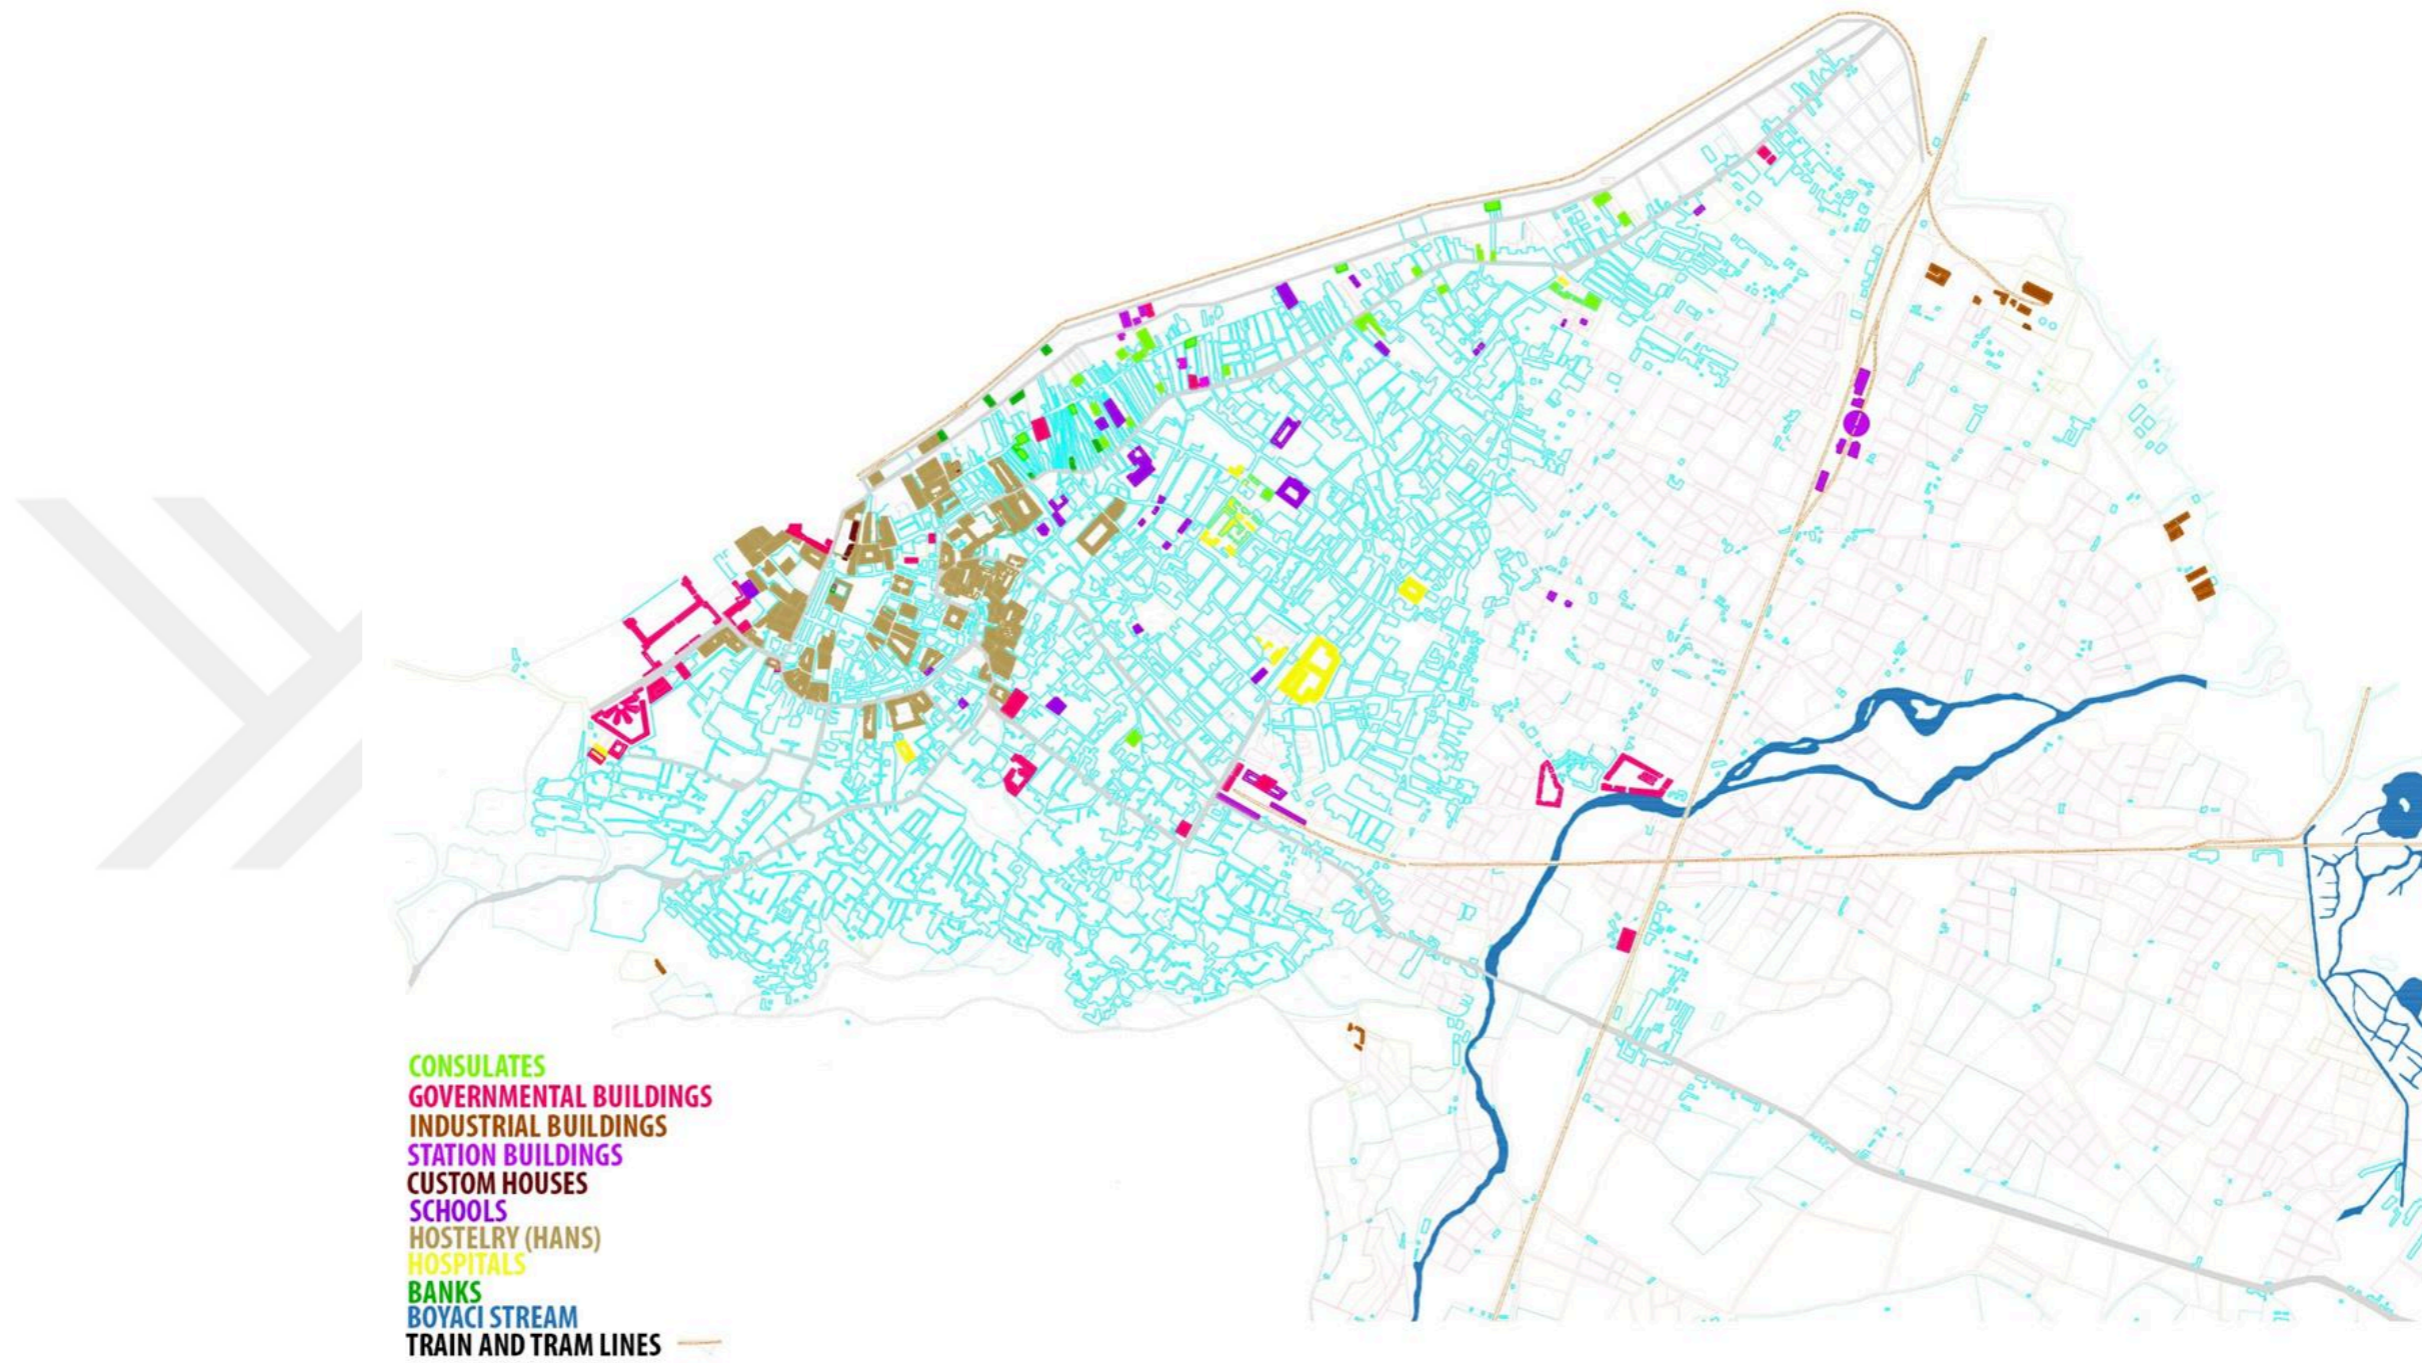 CONSULATES
GOVERNMENTAL BUILDINGS
INDUSTRIAL BUILDINGS
STATION BUILDINGS
CUSTOM HOUSES
SCHOOLS
HOSTELRY (HANS)
HOSPITALS
BANKS
BOYACI STREAM
TRAIN AND TRAM LINES